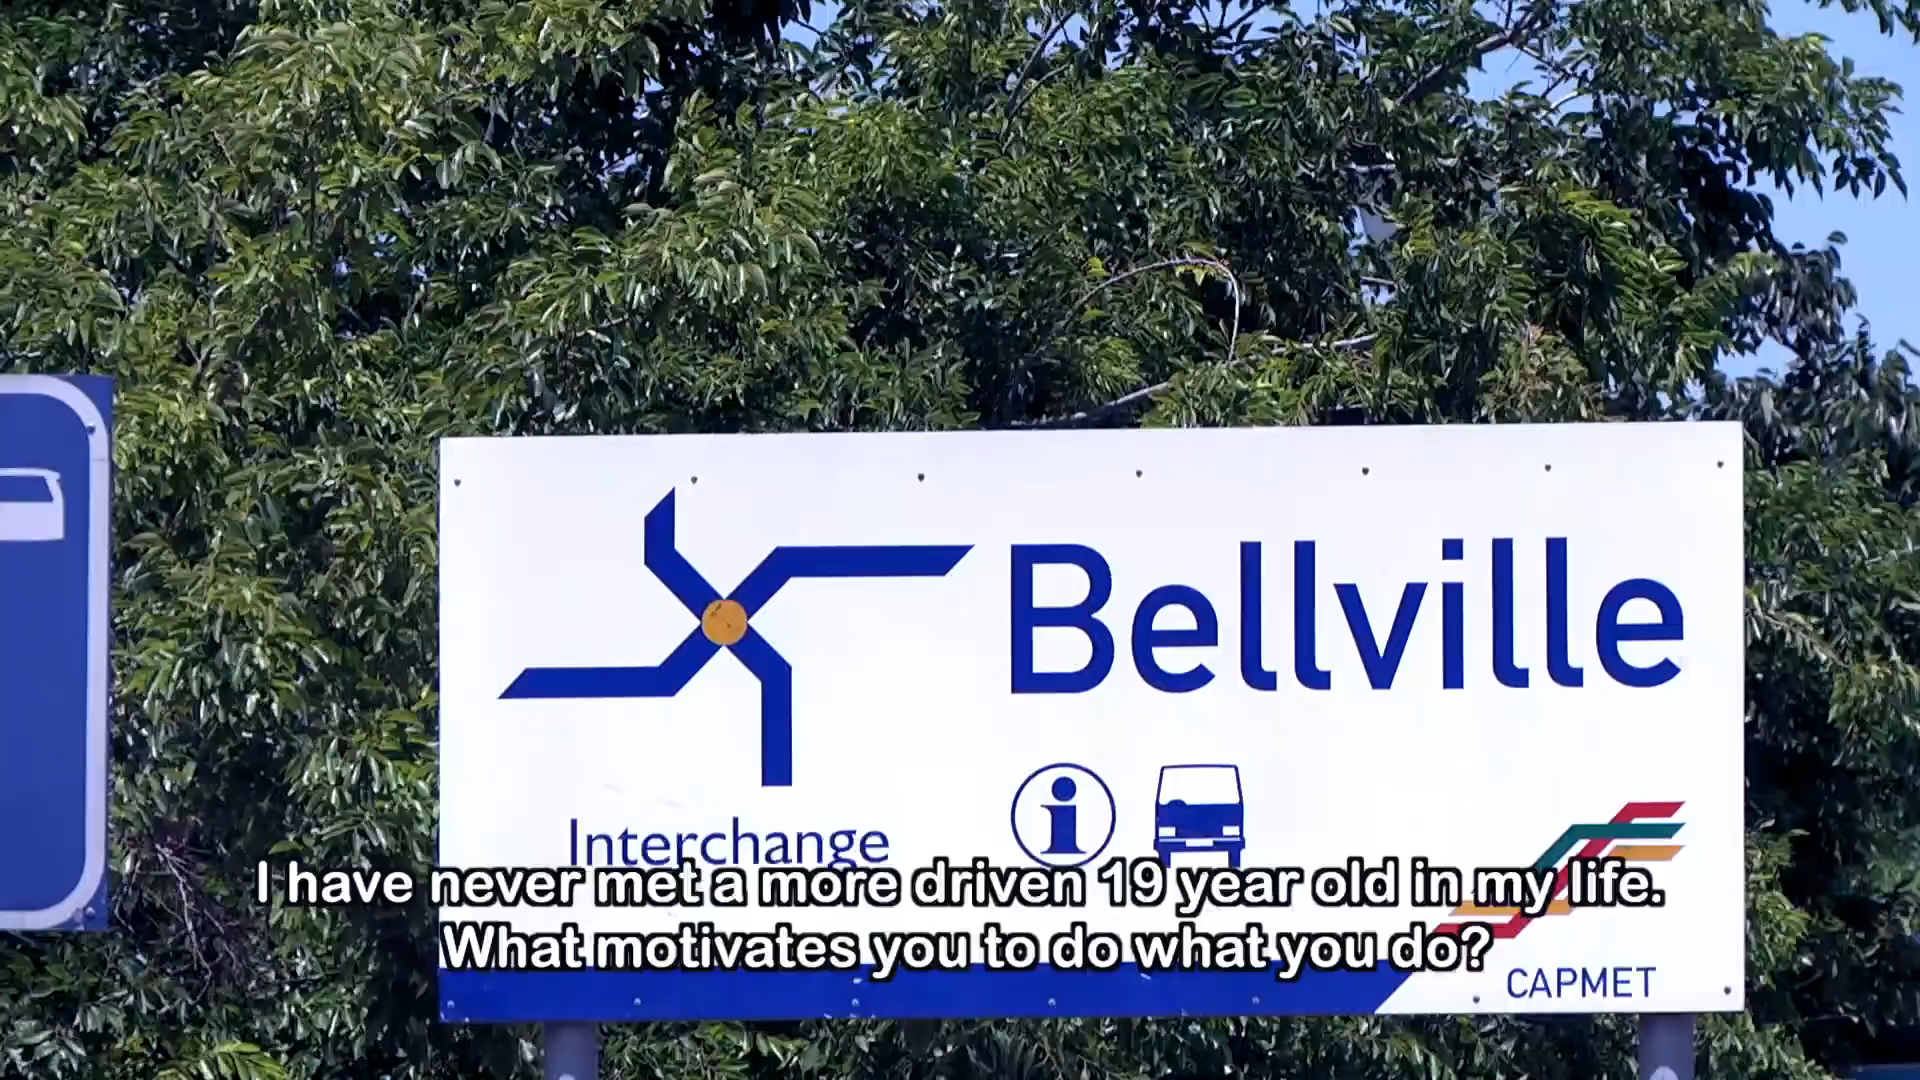 Bellville
Interchange
I have never met a more driven 19 year old in my life.
What motivates you to do what you do?
CAPMET